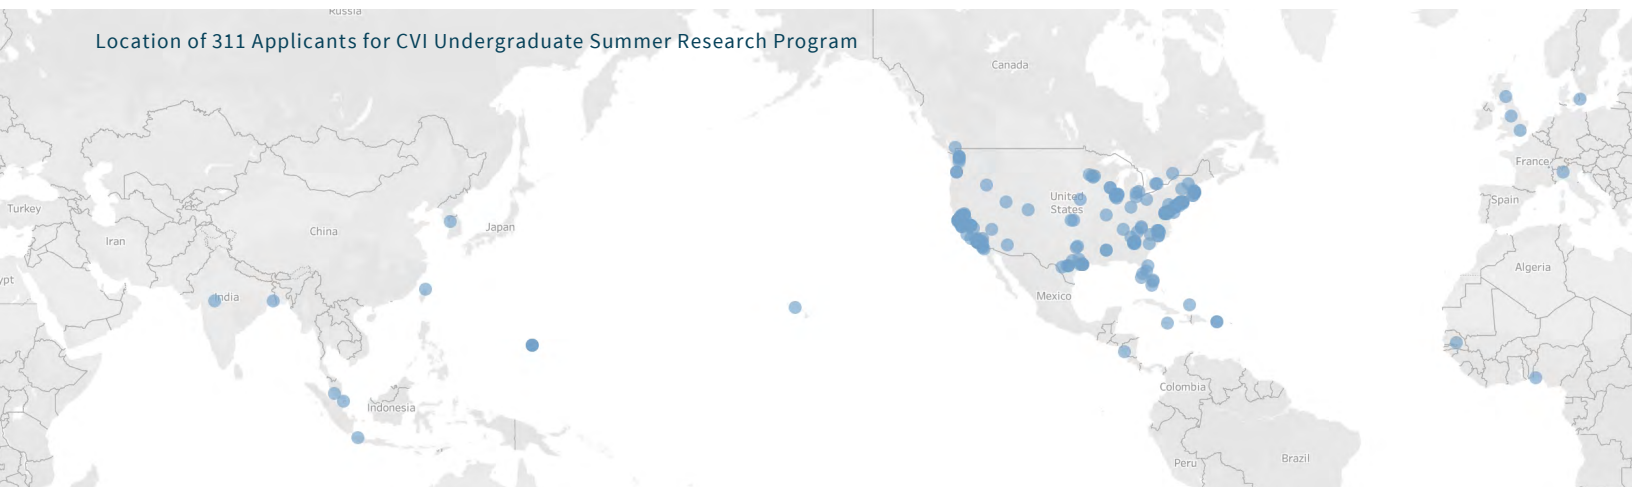 Russia
Location of 311 Applicants for CVI Undergraduate Summer Research Program
Canada
France
United
States
Spain
Turkey
Japan
China
Iran
Algeria
ypt
India
Mexico
Colombia
Indonesia
Brazil
Peru